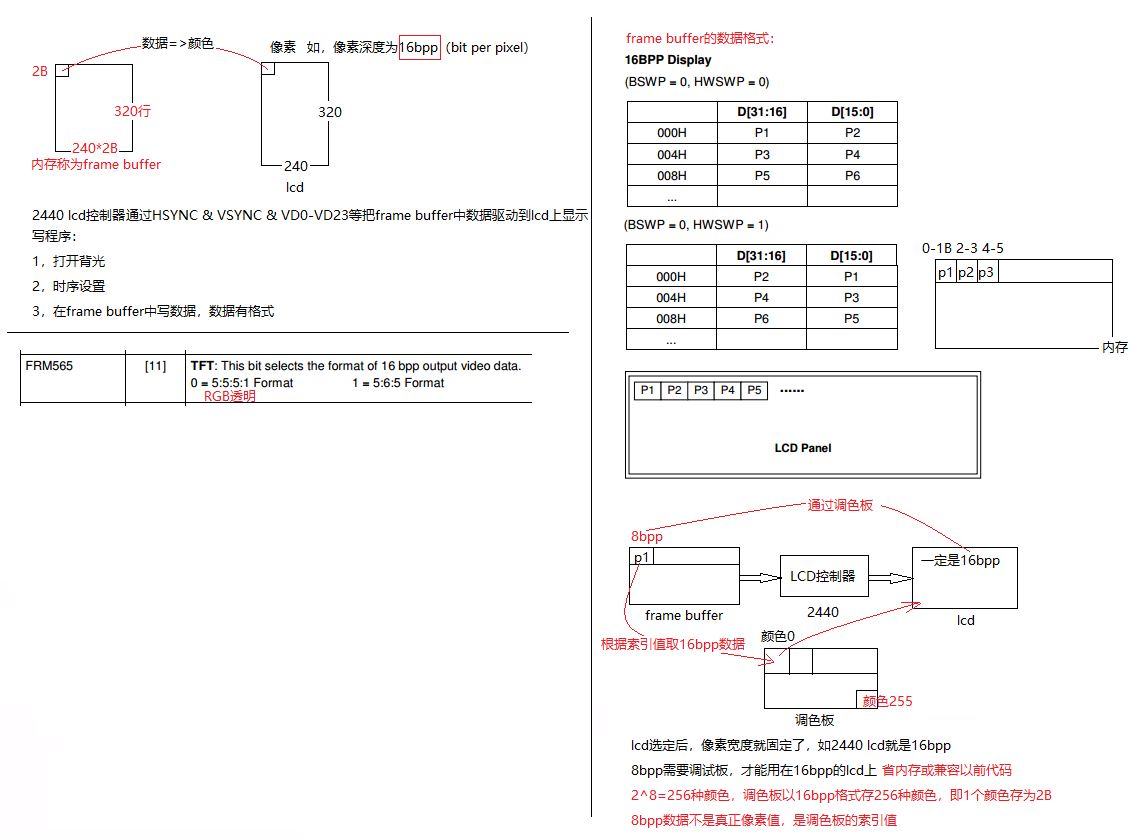 数据=>颜色
像素 如，像素深度为16bpp（bit per pixel）
2B
320行
320
240*2B
240
内存称为frame buffer
lcd
2440 lcd控制器通过HSYNC & VSYNC & VD0-VD23等把frame buffer中数据驱动到lcd上显示
写程序：
1，打开背光
2，时序设置
3，在frame buffer中写数据，数据有格式
FRM565 [11] TFT: This bit selects the format of 16 bpp output video data.
0 = 5:5:5:1 Format 1 = 5:6:5 Format
RGB透明
frame buffer的数据格式：
16BPP Display
(BSWP = 0, HWSWP = 0)
D[31:16] D[15:0]
000H P1 P2
004H P3 P4
008H P5 P6
...
(BSWP = 0, HWSWP = 1)
D[31:16] D[15:0]
000H P2 P1
004H P4 P3
008H P6 P5
...
0-1B 2-3 4-5
p1 p2 p3
内存
P1 P2 P3 P4 P5 ······
LCD Panel
通过调色板
8bpp
p1
LCD控制器
一定是16bpp
frame buffer
2440
lcd
根据索引值取16bpp数据
颜色0
颜色255
调色板
lcd选定后，像素宽度就固定了，如2440 lcd就是16bpp
8bpp需要调试板，才能用在16bpp的lcd上 省内存或兼容以前代码
2^8=256种颜色，调色板以16bpp格式存256种颜色，即1个颜色存为2B
8bpp数据不是真正像素值，是调色板的索引值